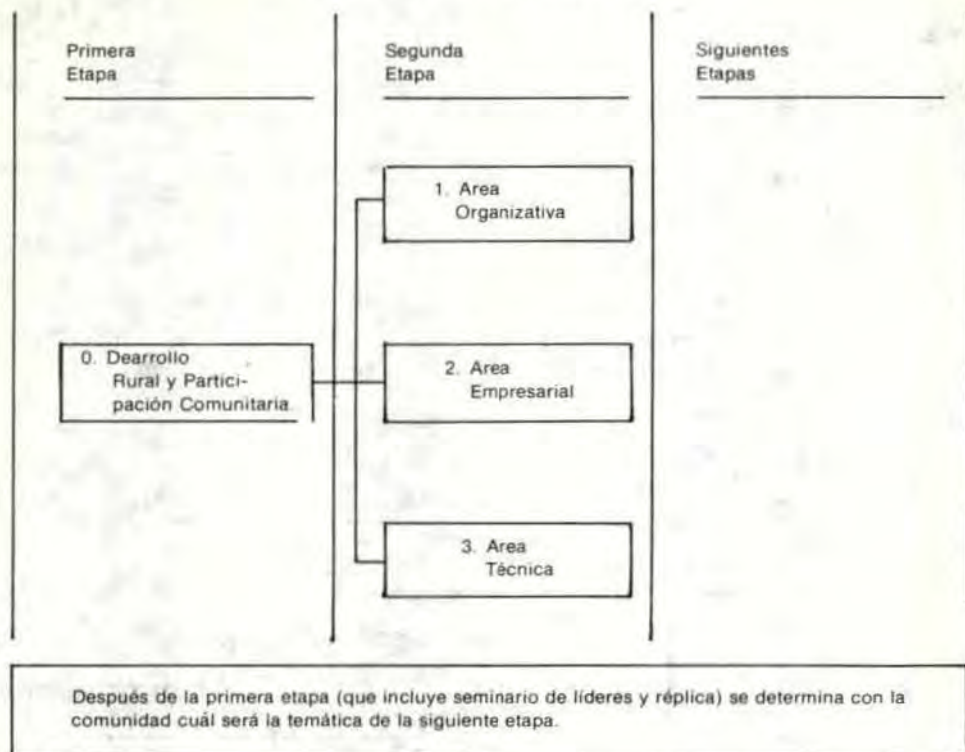 Primera
Etapa
Segunda
Etapa
Siguientes
Etapas
1. Area
Organizativa
0. Dearrollo
Rural y Partici-
pación Comunitaria
2. Area
Empresarial
3. Area
Técnica
Después de la primera etapa (que incluye seminario de líderes y réplica) se determina con la
comunidad cuál será la temática de la siguiente etapa.